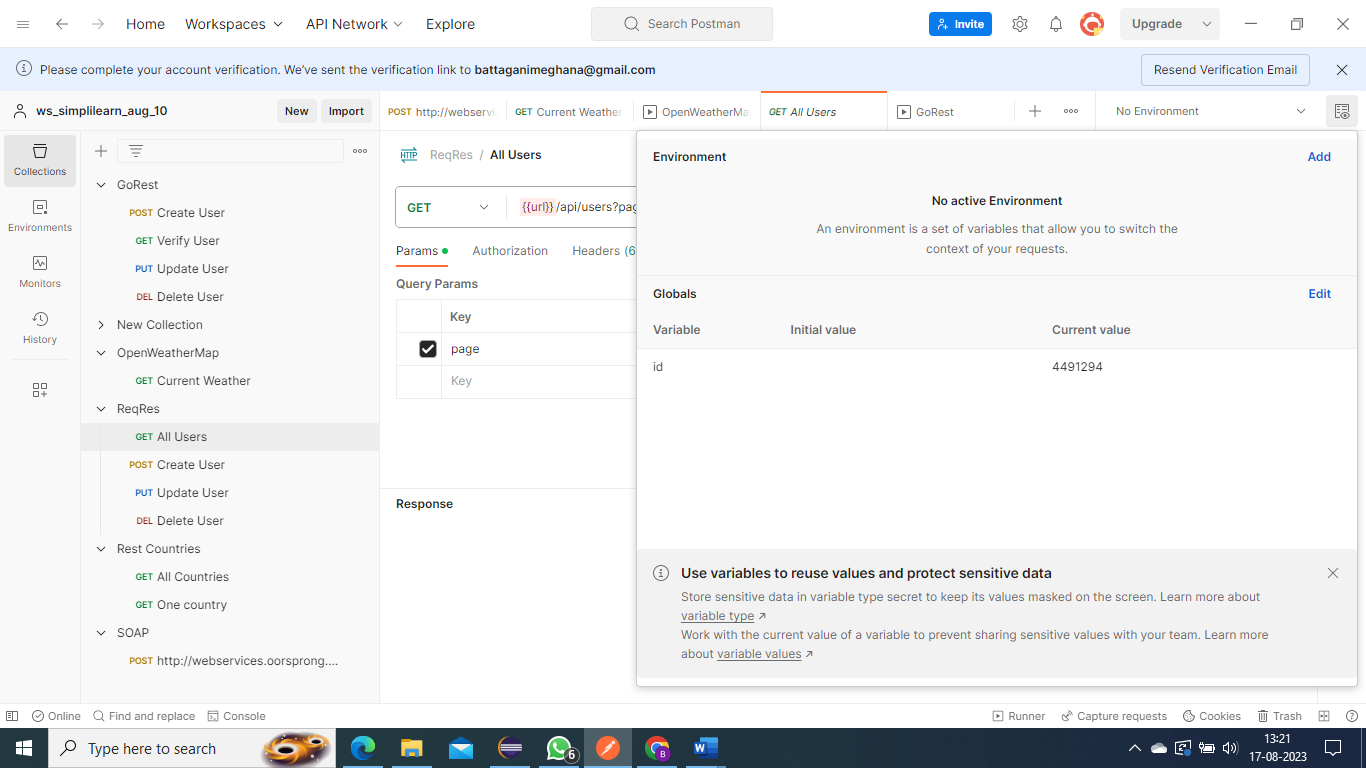 Home Workspaces API Network Explore Search Postman Invite Upgrade
Please complete your account verification. We've sent the verification link to battaganimeghana@gmail.com Resend Verification Email
ws_simplilearn_aug_10 New Import POST http://webservi GET Current Weather OpenWeatherMa GET All Users GoRest No Environment
Collections
Environments
Monitors
History
GoRest
POST Create User
GET Verify User
PUT Update User
DEL Delete User
New Collection
OpenWeatherMap
GET Current Weather
ReqRes
GET All Users
POST Create User
PUT Update User
DEL Delete User
Rest Countries
GET All Countries
GET One country
SOAP
POST http://webservices.oorsprong....
HTTP ReqRes / All Users
GET {{url}}/api/users?pag
Params Authorization Headers (6
Query Params
Key
page
Key
Response
Environment Add
No active Environment
An environment is a set of variables that allow you to switch the
context of your requests.
Globals Edit
Variable Initial value Current value
id 4491294
Use variables to reuse values and protect sensitive data
Store sensitive data in variable type secret to keep its values masked on the screen. Learn more about
variable type ↗
Work with the current value of a variable to prevent sharing sensitive values with your team. Learn more
about variable values ↗
Online Find and replace Console Runner Capture requests Cookies Trash
Type here to search 6 B W 13:21
17-08-2023